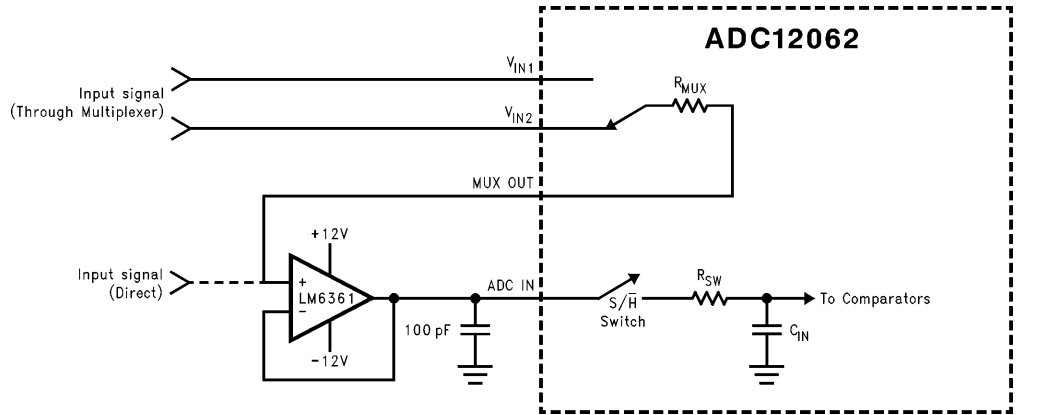 ADC12062
V_IN1
Input signal
(Through Multiplexer)
R_MUX
V_IN2
MUX OUT
+12V
Input signal
(Direct)
+
LM6361
−
−12V
ADC IN
100 pF
S/H̅
Switch
R_SW
To Comparators
C_IN